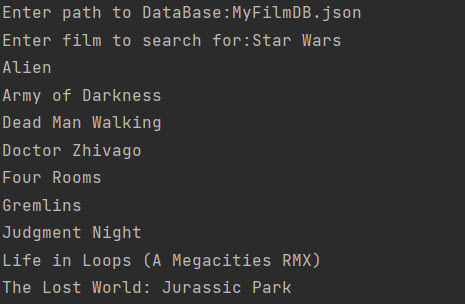 Enter path to DataBase:MyFilmDB.json
Enter film to search for:Star Wars
Alien
Army of Darkness
Dead Man Walking
Doctor Zhivago
Four Rooms
Gremlins
Judgment Night
Life in Loops (A Megacities RMX)
The Lost World: Jurassic Park